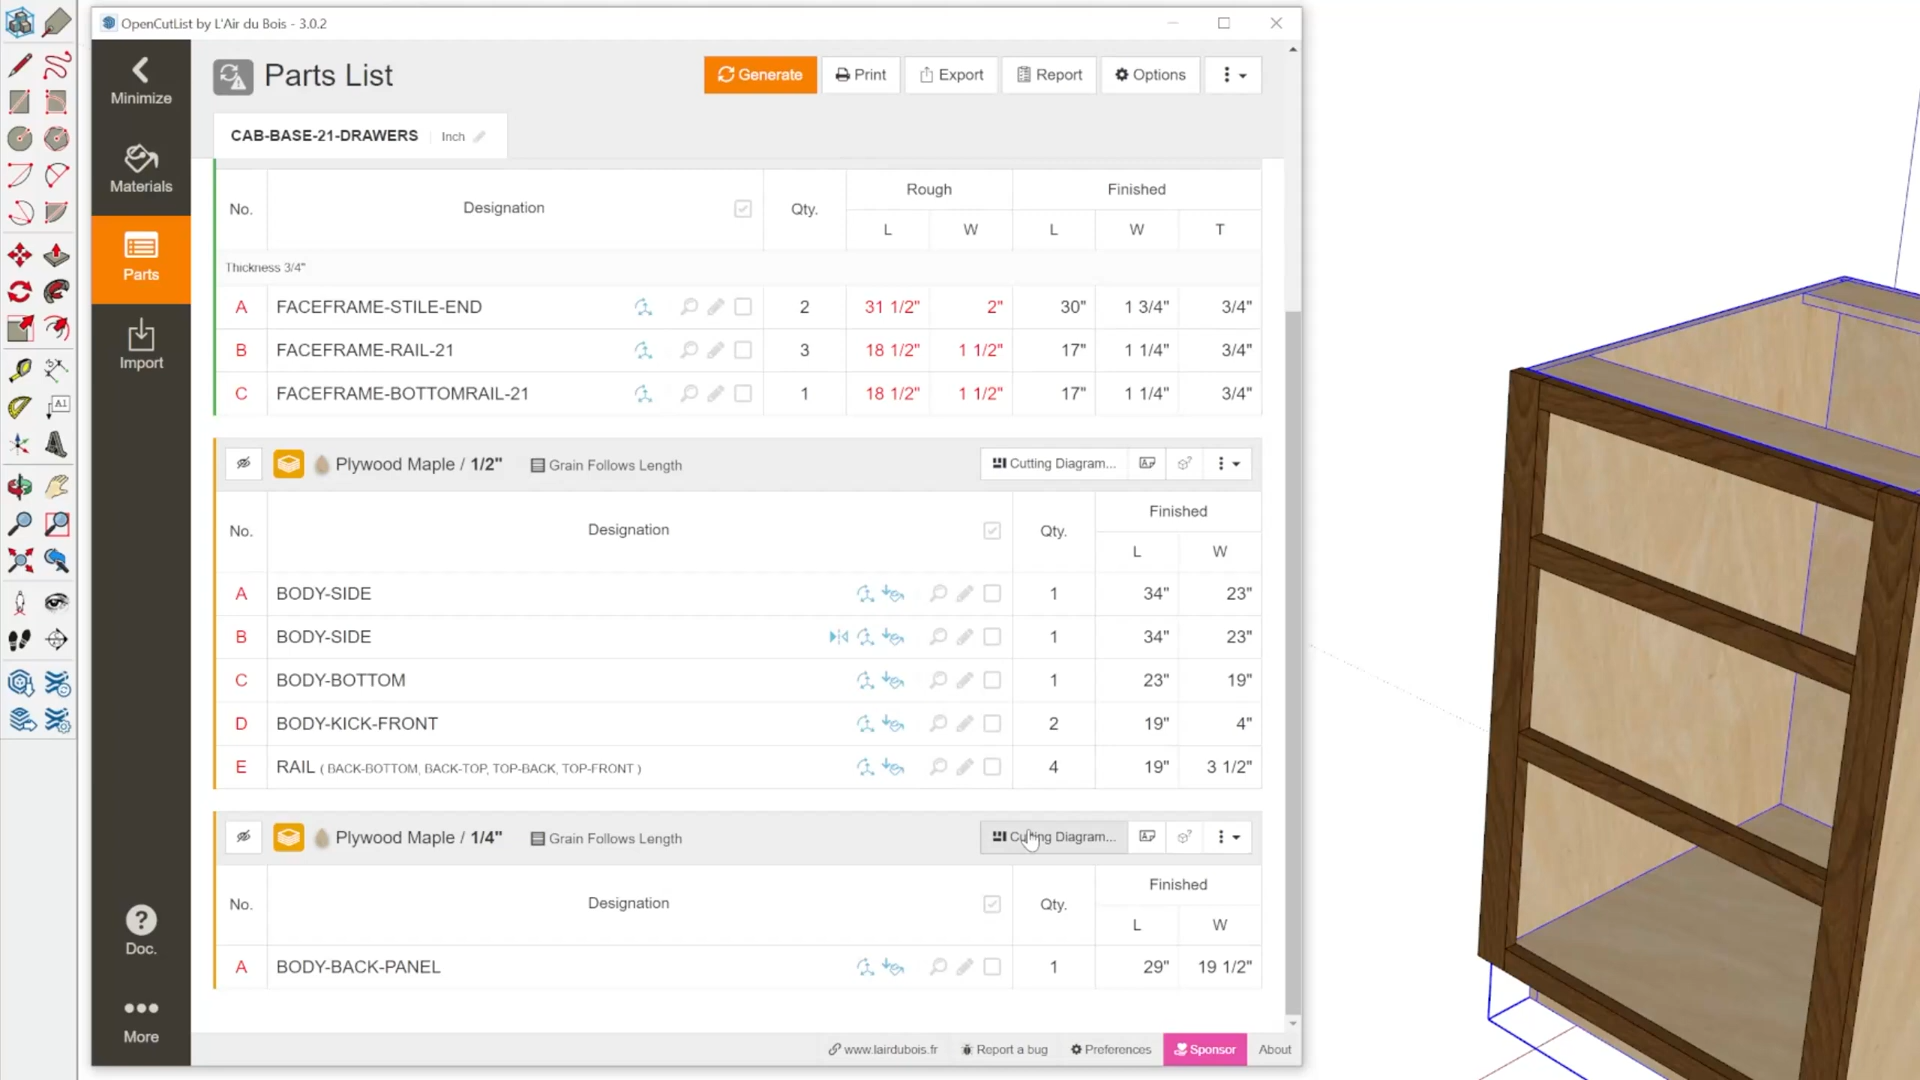 OpenCutList by L'Air du Bois - 3.0.2
Minimize
Materials
Parts
Import
Doc.
More
Parts List
Generate
Print
Export
Report
Options
CAB-BASE-21-DRAWERS Inch
No. Designation Qty. Rough Finished
L W L W T
Thickness 3/4"
A FACEFRAME-STILE-END 2 31 1/2" 2" 30" 1 3/4" 3/4"
B FACEFRAME-RAIL-21 3 18 1/2" 1 1/2" 17" 1 1/4" 3/4"
C FACEFRAME-BOTTOMRAIL-21 1 18 1/2" 1 1/2" 17" 1 1/4" 3/4"
Plywood Maple / 1/2" Grain Follows Length Cutting Diagram...
No. Designation Qty. Finished
L W
A BODY-SIDE 1 34" 23"
B BODY-SIDE 1 34" 23"
C BODY-BOTTOM 1 23" 19"
D BODY-KICK-FRONT 2 19" 4"
E RAIL ( BACK-BOTTOM, BACK-TOP, TOP-BACK, TOP-FRONT ) 4 19" 3 1/2"
Plywood Maple / 1/4" Grain Follows Length Cutting Diagram...
No. Designation Qty. Finished
L W
A BODY-BACK-PANEL 1 29" 19 1/2"
www.lairdubois.fr Report a bug Preferences Sponsor About